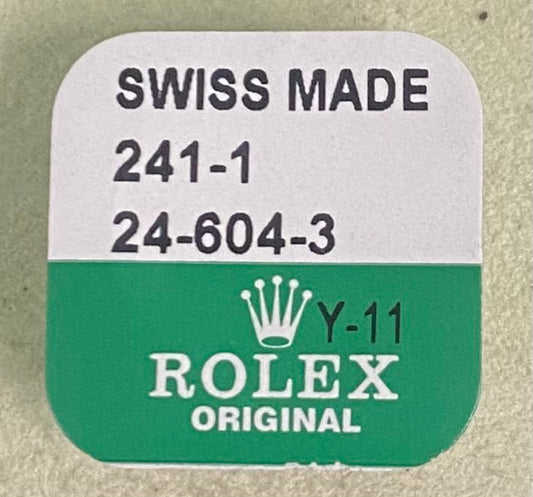 SWISS MADE
241-1
24-604-3
Y-11
ROLEX
ORIGINAL